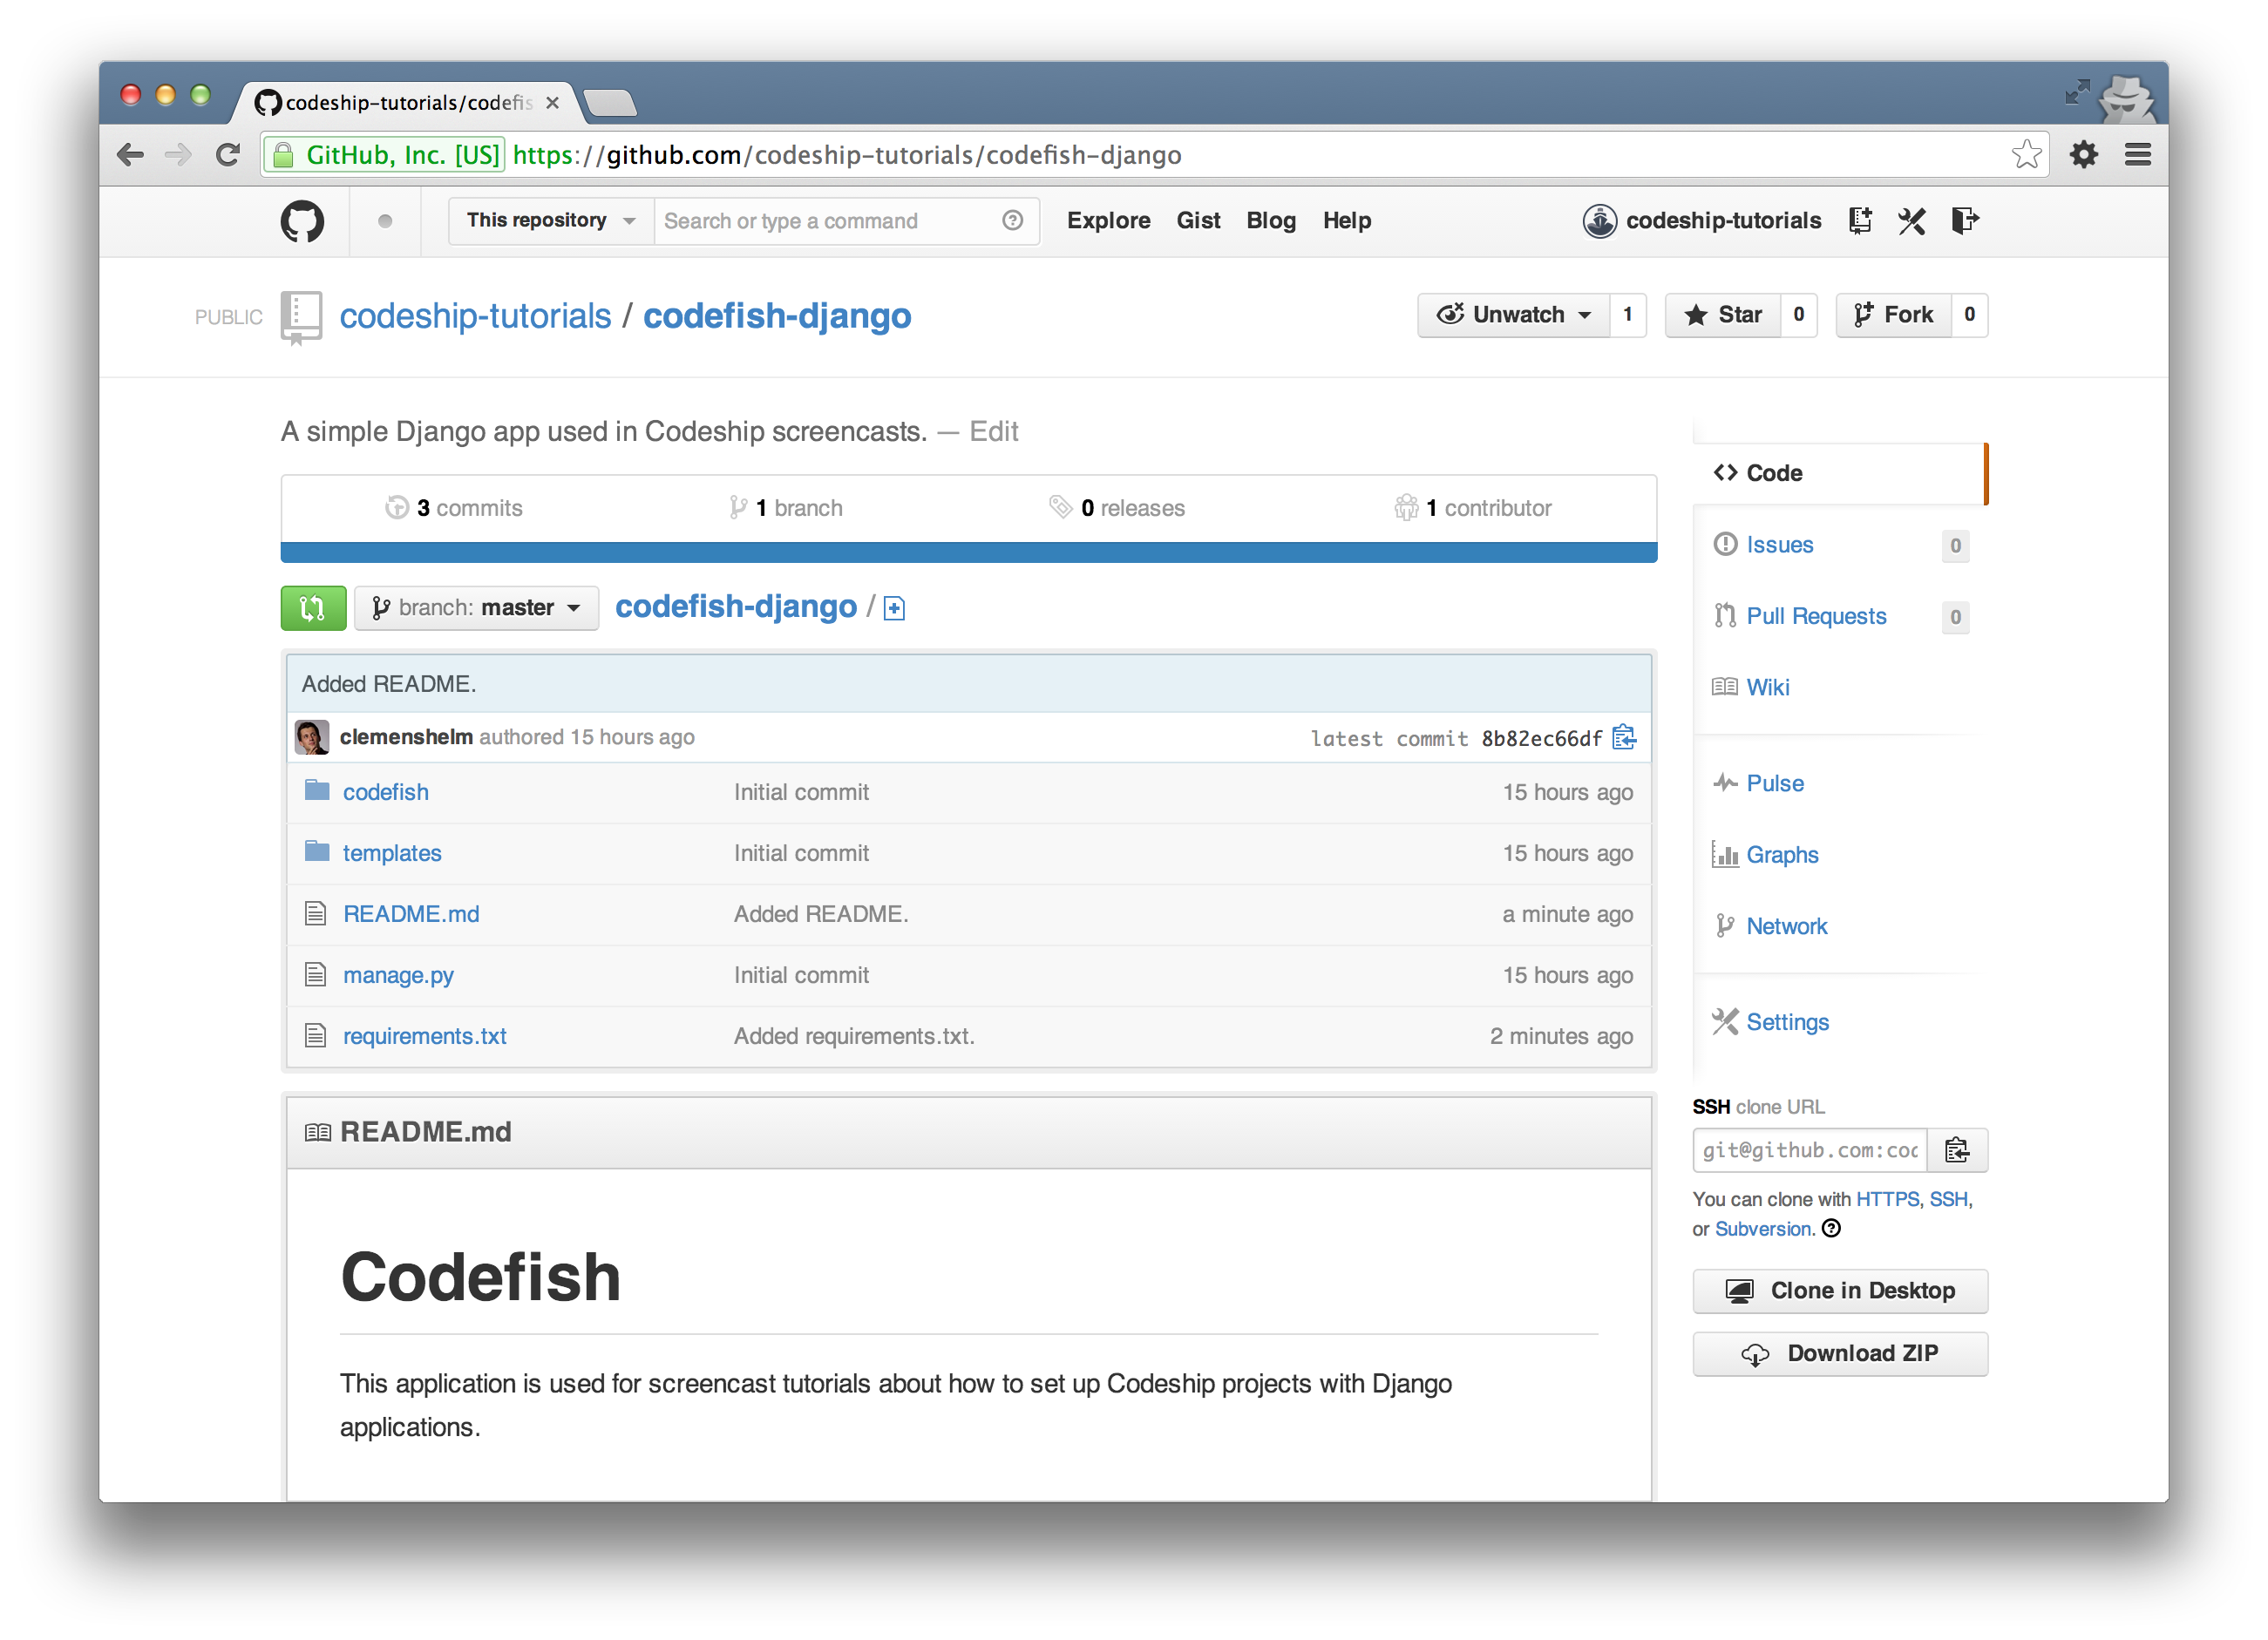 codeship-tutorials/codefis
GitHub, Inc. [US] https://github.com/codeship-tutorials/codefish-django
This repository Search or type a command Explore Gist Blog Help codeship-tutorials
PUBLIC codeship-tutorials / codefish-django Unwatch 1 Star 0 Fork 0
A simple Django app used in Codeship screencasts. — Edit
3 commits 1 branch 0 releases 1 contributor
branch: master codefish-django /
Added README.
clemenshelm authored 15 hours ago latest commit 8b82ec66df
codefish Initial commit 15 hours ago
templates Initial commit 15 hours ago
README.md Added README. a minute ago
manage.py Initial commit 15 hours ago
requirements.txt Added requirements.txt. 2 minutes ago
README.md
Codefish
This application is used for screencast tutorials about how to set up Codeship projects with Django
applications.
Code
Issues 0
Pull Requests 0
Wiki
Pulse
Graphs
Network
Settings
SSH clone URL
git@github.com:coc
You can clone with HTTPS, SSH,
or Subversion.
Clone in Desktop
Download ZIP